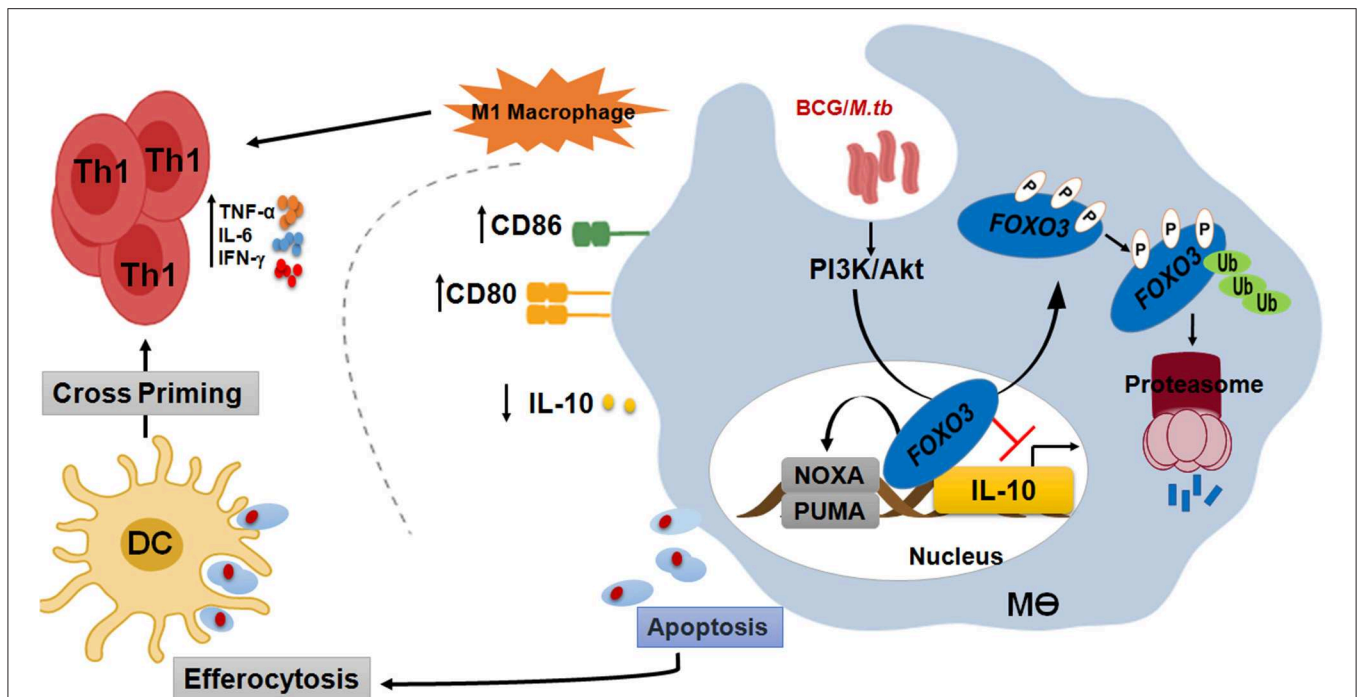 M1 Macrophage
BCG/M.tb
Th1
Th1
Th1
TNF-α
IL-6
IFN-γ
CD86
CD80
IL-10
PI3K/Akt
P
P
P
FOXO3
P
P
P
FOXO3
Ub
Ub
Ub
Proteasome
Cross Priming
DC
FOXO3
NOXA
PUMA
IL-10
Nucleus
MƟ
Apoptosis
Efferocytosis